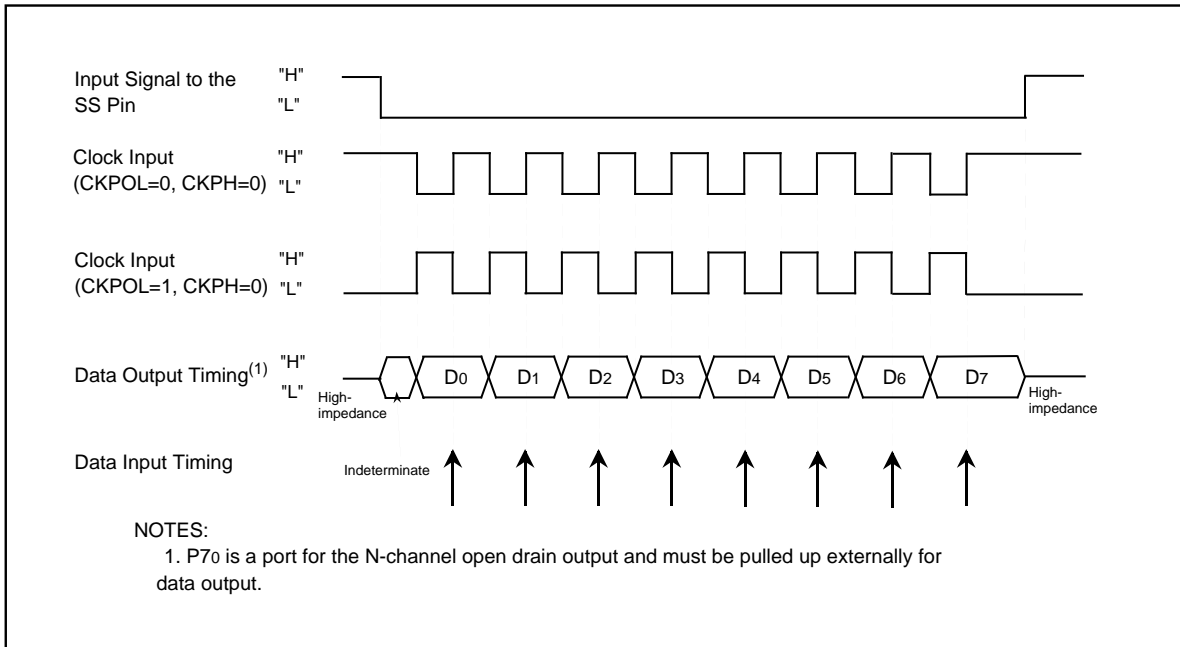 Input Signal to the
SS Pin
"H"
"L"
Clock Input
(CKPOL=0, CKPH=0)
"H"
"L"
Clock Input
(CKPOL=1, CKPH=0)
"H"
"L"
Data Output Timing(1)
"H"
"L"
High-
impedance
D0 D1 D2 D3 D4 D5 D6 D7
High-
impedance
Data Input Timing
Indeterminate
NOTES:
1. P70 is a port for the N-channel open drain output and must be pulled up externally for
data output.